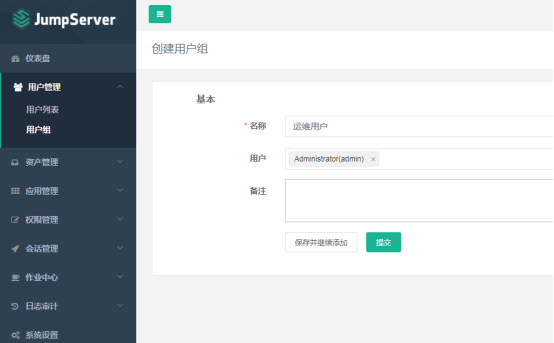 JumpServer
仪表盘
用户管理
用户列表
用户组
资产管理
应用管理
权限管理
会话管理
作业中心
日志审计
系统设置
创建用户组
基本
* 名称 运维用户
用户 Administrator(admin) ×
备注
保存并继续添加 提交